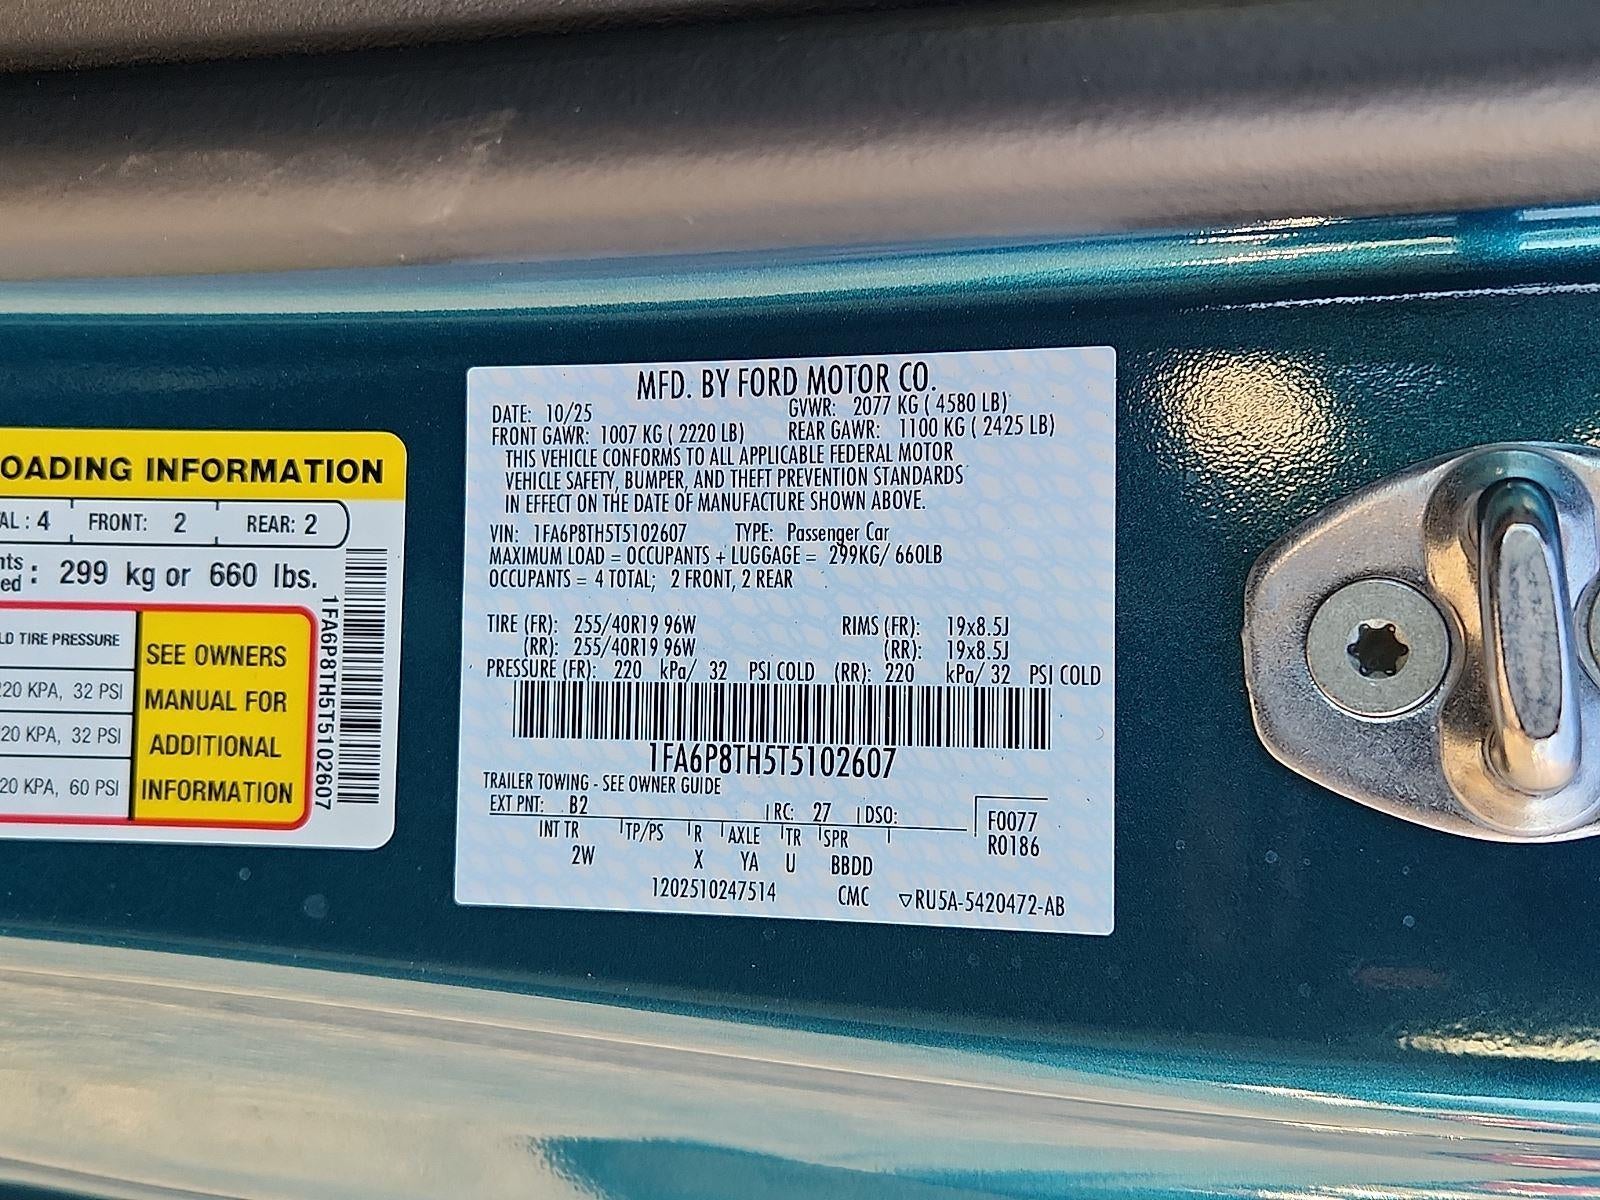 OADING INFORMATION
AL : 4 FRONT: 2 REAR: 2
nts
ed : 299 kg or 660 lbs.
LD TIRE PRESSURE
220 KPA, 32 PSI
20 KPA, 32 PSI
20 KPA, 60 PSI
SEE OWNERS
MANUAL FOR
ADDITIONAL
INFORMATION
1FA6P8TH5T5102607
MFD. BY FORD MOTOR CO.
DATE: 10/25 GVWR: 2077 KG ( 4580 LB)
FRONT GAWR: 1007 KG ( 2220 LB) REAR GAWR: 1100 KG ( 2425 LB)
THIS VEHICLE CONFORMS TO ALL APPLICABLE FEDERAL MOTOR
VEHICLE SAFETY, BUMPER, AND THEFT PREVENTION STANDARDS
IN EFFECT ON THE DATE OF MANUFACTURE SHOWN ABOVE.
VIN: 1FA6P8TH5T5102607 TYPE: Passenger Car
MAXIMUM LOAD = OCCUPANTS + LUGGAGE = 299KG/ 660LB
OCCUPANTS = 4 TOTAL; 2 FRONT, 2 REAR
TIRE (FR): 255/40R19 96W RIMS (FR): 19x8.5J
(RR): 255/40R19 96W (RR): 19x8.5J
PRESSURE (FR): 220 kPa/ 32 PSI COLD (RR): 220 kPa/ 32 PSI COLD
1FA6P8TH5T5102607
TRAILER TOWING - SEE OWNER GUIDE
EXT PNT: B2 RC: 27 DSO: F0077
INT TR TP/PS R AXLE TR SPR R0186
2W X YA U BBDD
1202510247514 CMC ▽RU5A-5420472-AB